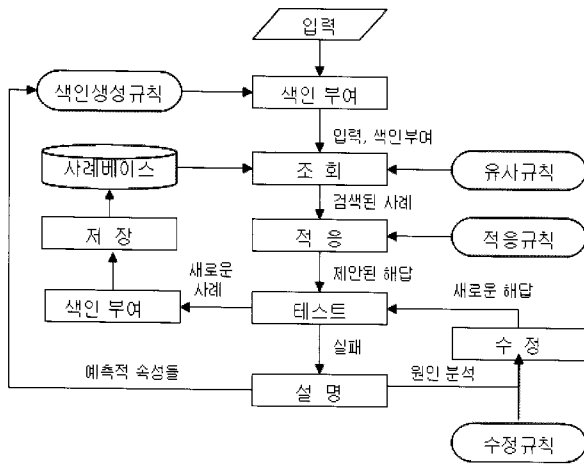 입력
색인생성규칙
색인 부여
입력, 색인부여
사례베이스
조 회
유사규칙
검색된 사례
저 장
적 응
적응규칙
제안된 해답
새로운
사례
새로운 해답
색인 부여
테스트
수 정
실패
예측적 속성들
설 명
원인 분석
수정규칙